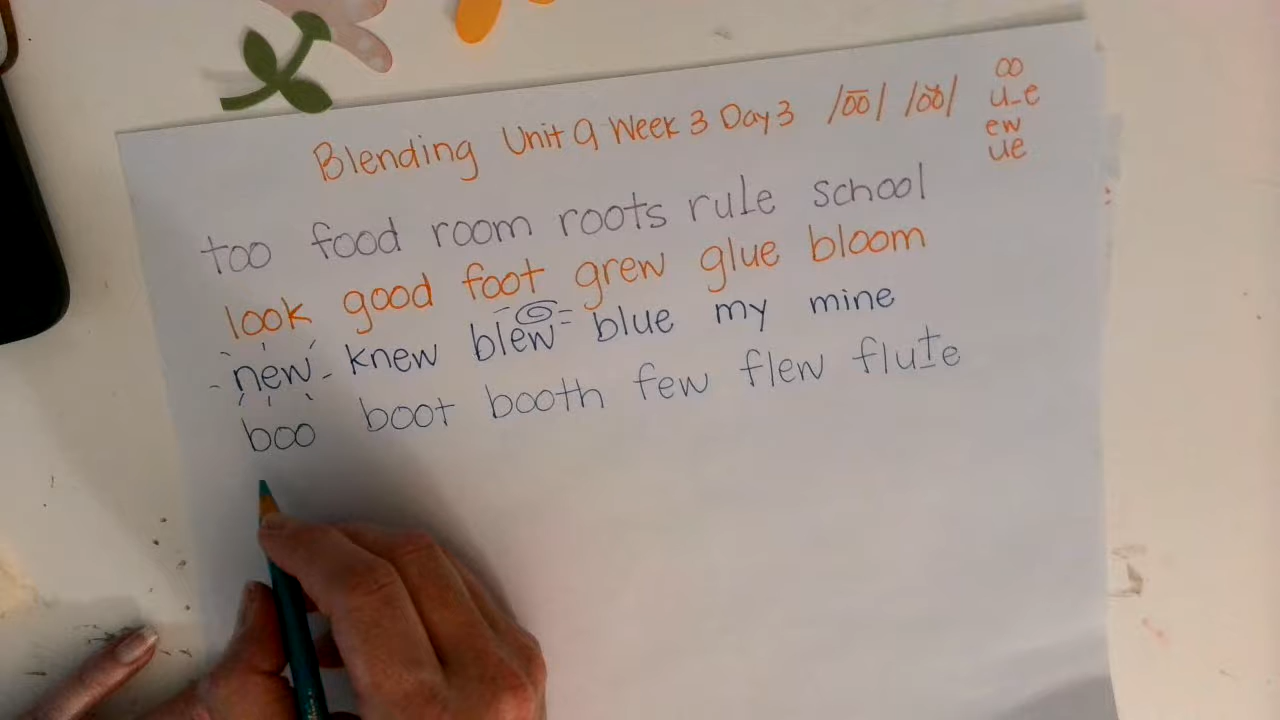 Blending Unit 9 Week 3 Day 3 /o͞o/ /o͝o/
oo
u_e
ew
ue
too food room roots rule school
look good foot grew glue bloom
new knew blew blue my mine
boo boot booth few flew flute